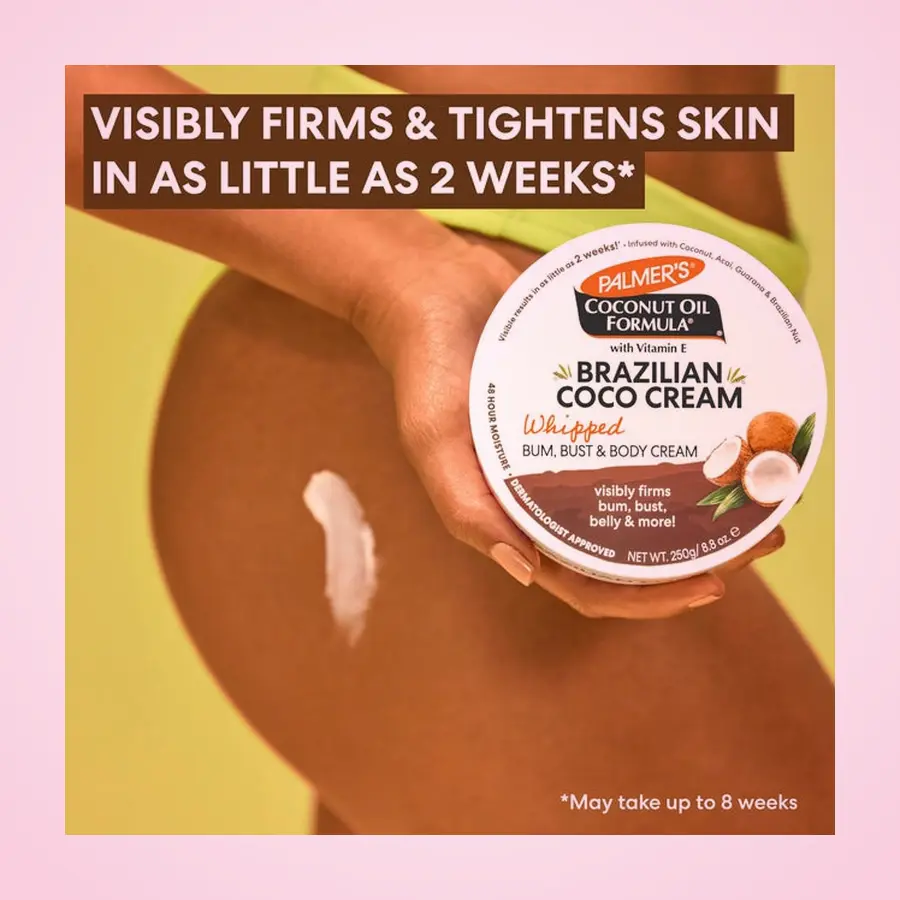 VISIBLY FIRMS & TIGHTENS SKIN
IN AS LITTLE AS 2 WEEKS*
Visible results in as little as 2 weeks!* • Infused with Coconut, Acai, Guarana & Brazilian Nut
PALMER'S®
COCONUT OIL
FORMULA®
with Vitamin E
BRAZILIAN
COCO CREAM
Whipped
BUM, BUST & BODY CREAM
48 HOUR MOISTURE • DERMATOLOGIST APPROVED
visibly firms
bum, bust,
belly & more!
NET WT. 250g/ 8.8 oz. ℮
*May take up to 8 weeks